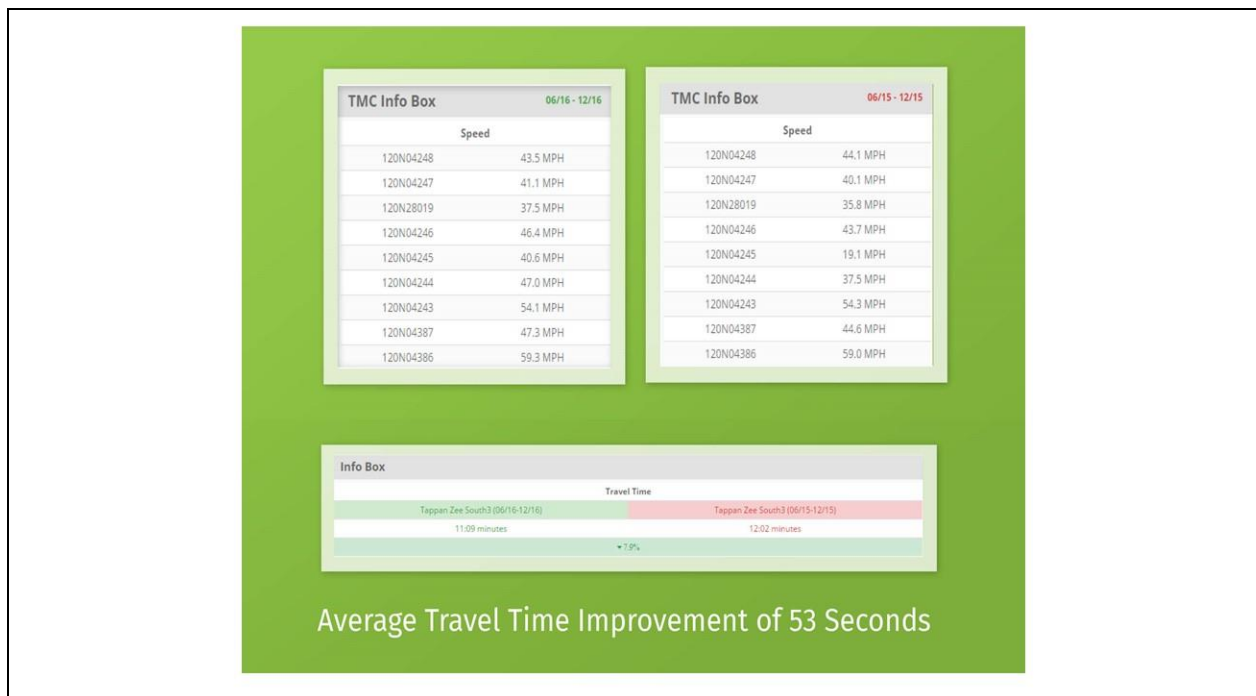 TMC Info Box 06/16 - 12/16
Speed
120N04248 43.5 MPH
120N04247 41.1 MPH
120N28019 37.5 MPH
120N04246 46.4 MPH
120N04245 40.6 MPH
120N04244 47.0 MPH
120N04243 54.1 MPH
120N04387 47.3 MPH
120N04386 59.3 MPH
TMC Info Box 06/15 - 12/15
Speed
120N04248 44.1 MPH
120N04247 40.1 MPH
120N28019 35.8 MPH
120N04246 43.7 MPH
120N04245 19.1 MPH
120N04244 37.5 MPH
120N04243 54.3 MPH
120N04387 44.6 MPH
120N04386 59.0 MPH
Info Box
Travel Time
Tappan Zee South3 (06/16-12/16) Tappan Zee South3 (06/15-12/15)
11:09 minutes 12:02 minutes
▼7.9%
Average Travel Time Improvement of 53 Seconds